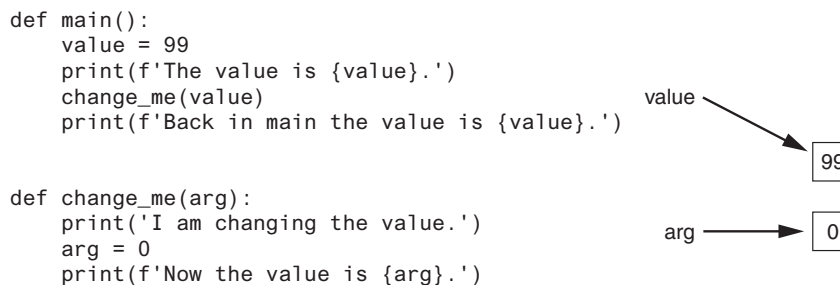 def main():
    value = 99
    print(f'The value is {value}.')
    change_me(value)
    print(f'Back in main the value is {value}.')
value
99
def change_me(arg):
    print('I am changing the value.')
    arg = 0
    print(f'Now the value is {arg}.')
arg
0